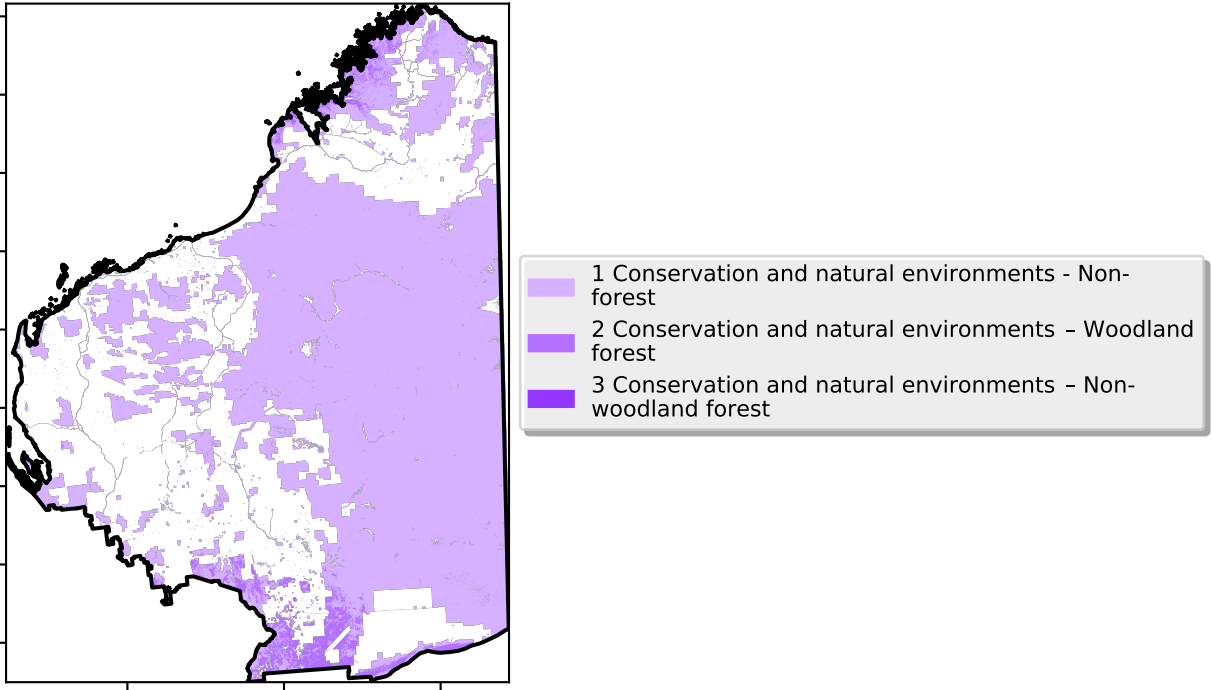 1 Conservation and natural environments - Non-
forest
2 Conservation and natural environments – Woodland
forest
3 Conservation and natural environments – Non-
woodland forest